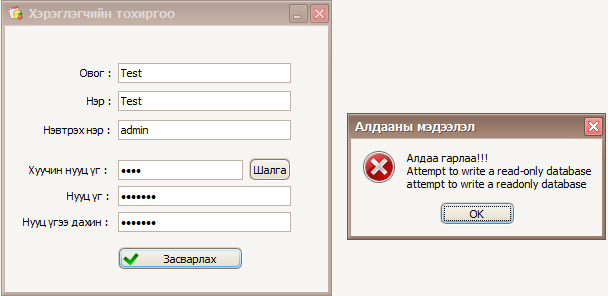 Хэрэглэгчийн тохиргоо
Овог : Test
Нэр : Test
Нэвтрэх нэр : admin
Хуучин нууц үг : •••• Шалга
Нууц үг : •••••••
Нууц үгээ дахин : •••••••
Засварлах
Алдааны мэдээлэл
Алдаа гарлаа!!!
Attempt to write a read-only database
attempt to write a readonly database
OK